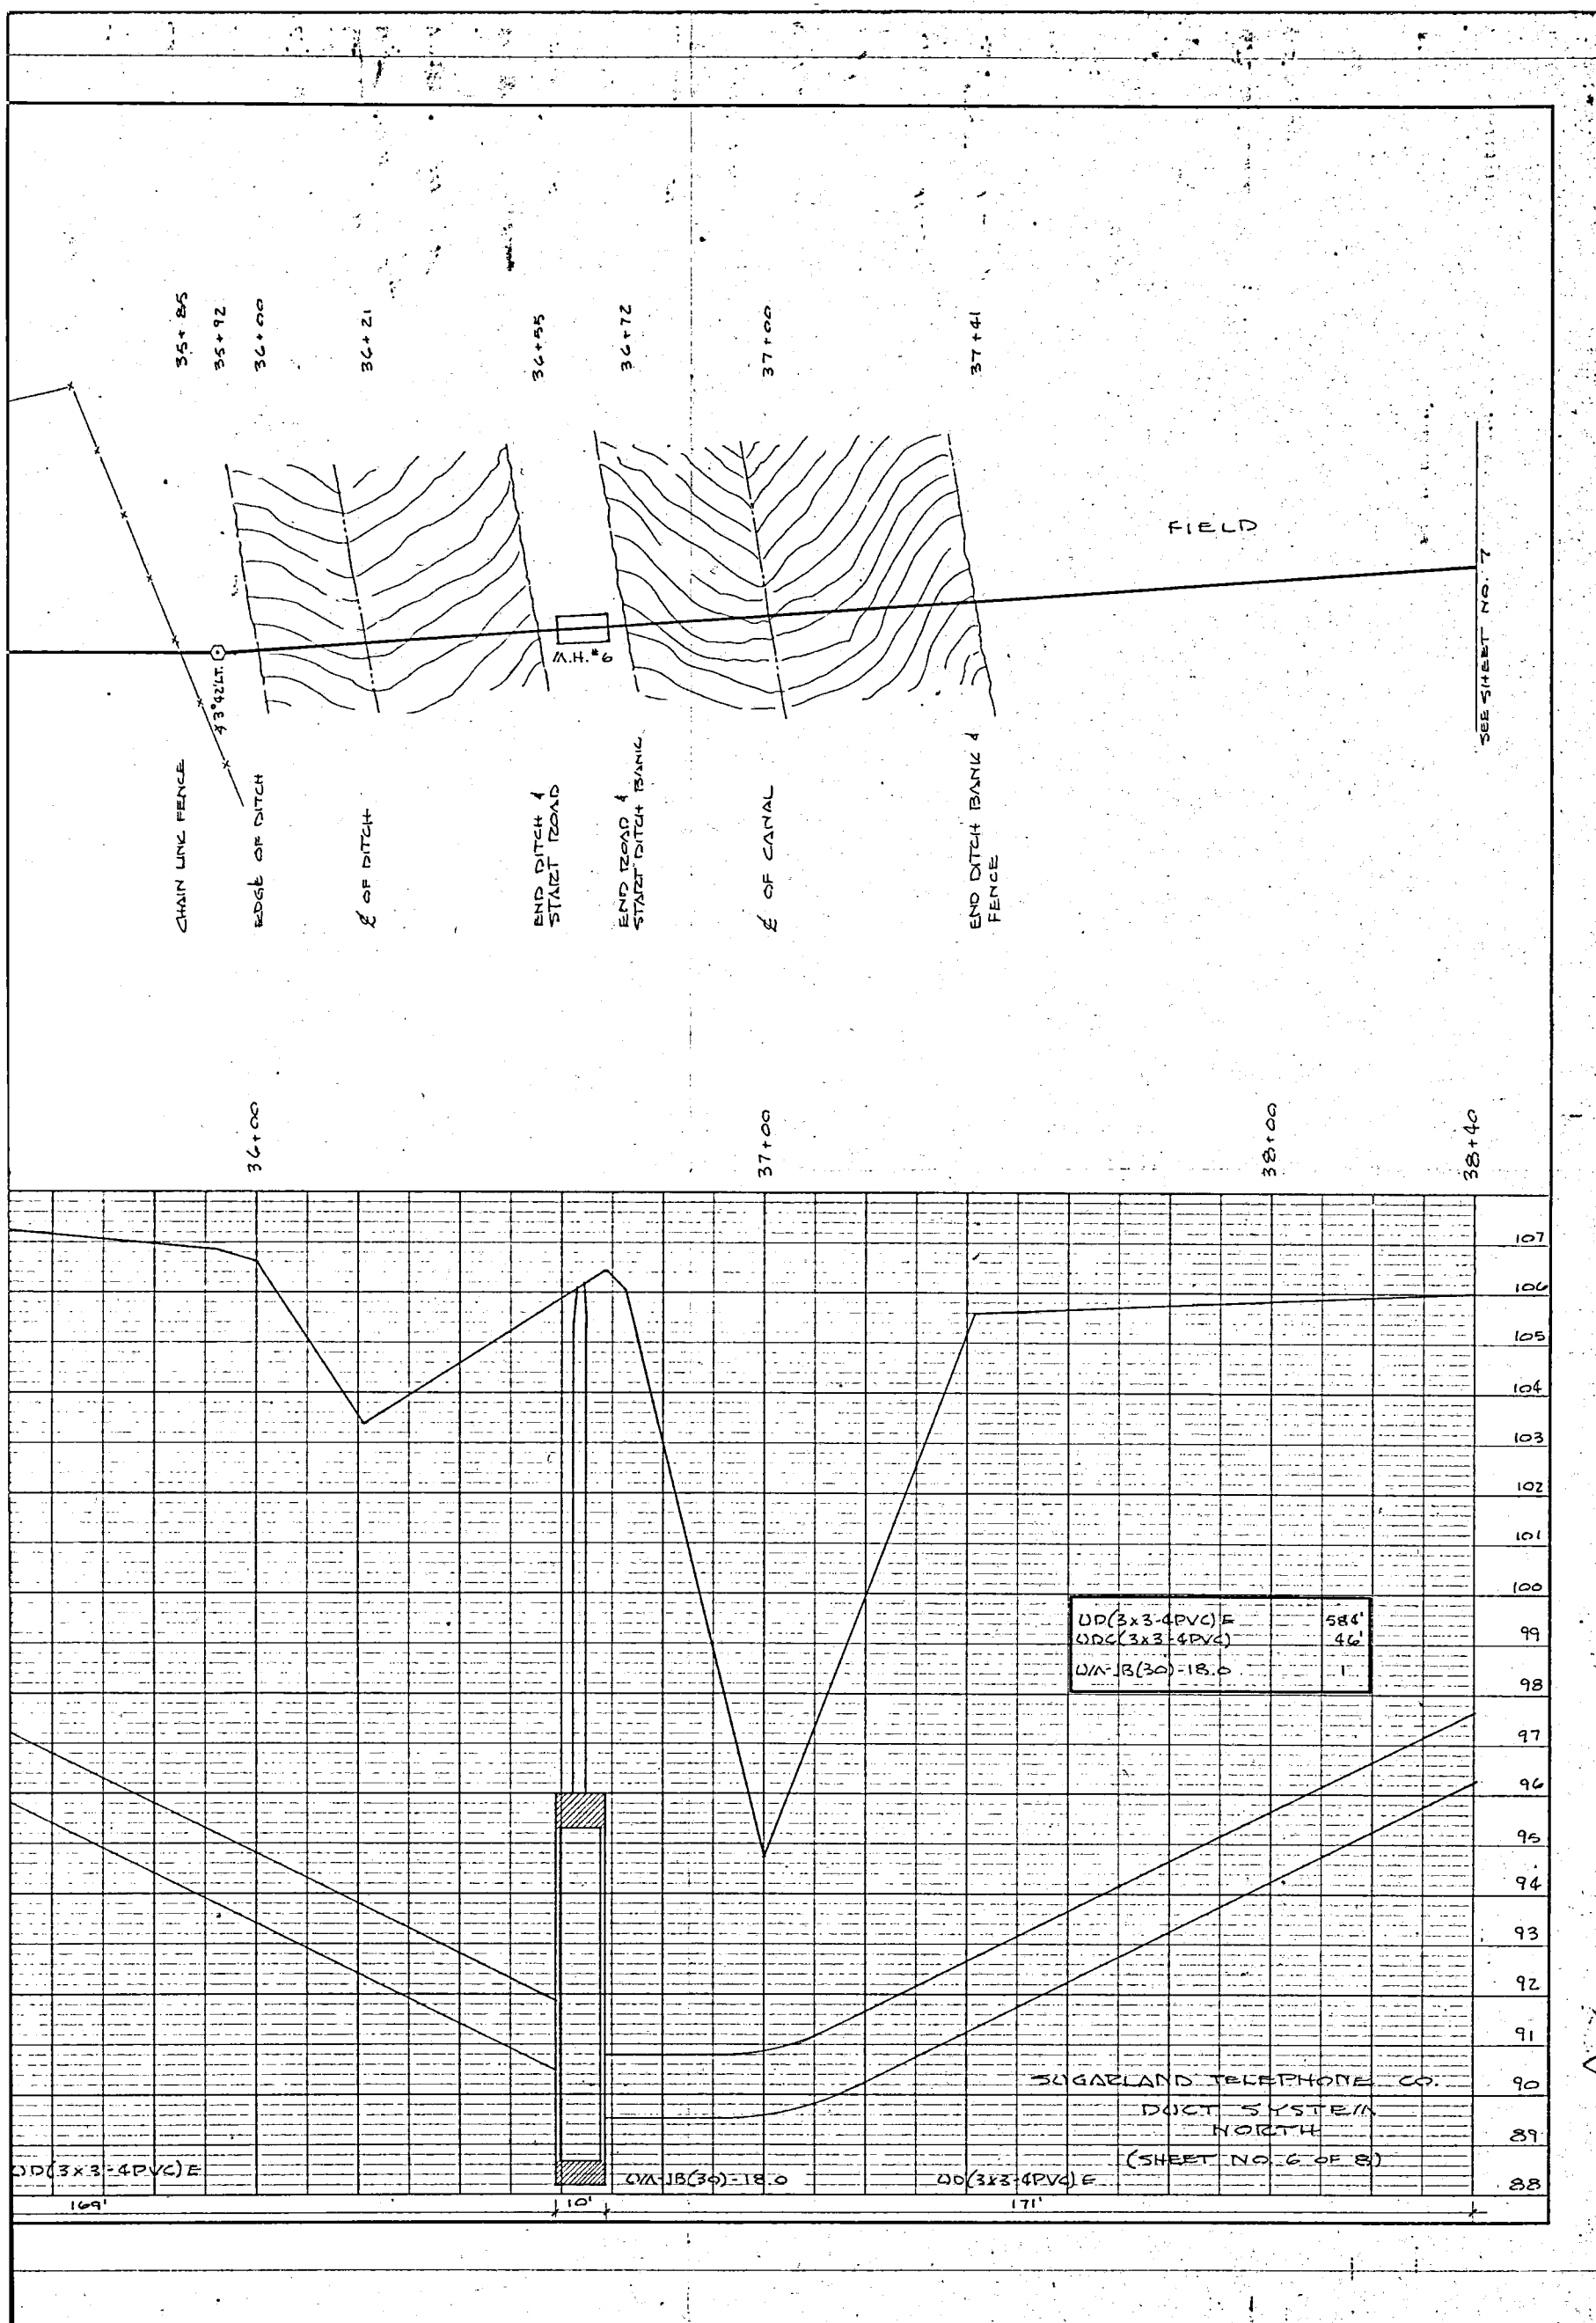 35+85
35+92
36+00
36+21
36+55
36+72
37+00
37+41
FIELD
SEE SHEET NO. 7
M.H. #6
∡ 3°42' LT.
CHAIN LINK FENCE
EDGE OF DITCH
℄ OF DITCH
END DITCH &
START ROAD
END ROAD &
START DITCH BANK
℄ OF CANAL
END DITCH BANK &
FENCE
36+00
37+00
38+00
38+40
107
106
105
104
103
102
101
100
99
98
97
96
95
94
93
92
91
90
89
88
UD(3x3-4PVC)E 584'
UDC(3x3-4PVC) 46'
UM-JB(30)-18.0 1
SUGARLAND TELEPHONE CO.
DUCT SYSTEM
NORTH
(SHEET NO. 6 OF 8)
UD(3x3-4PVC)E
UM-JB(30)-18.0
UD(3x3-4PVC)E
169'
10'
171'